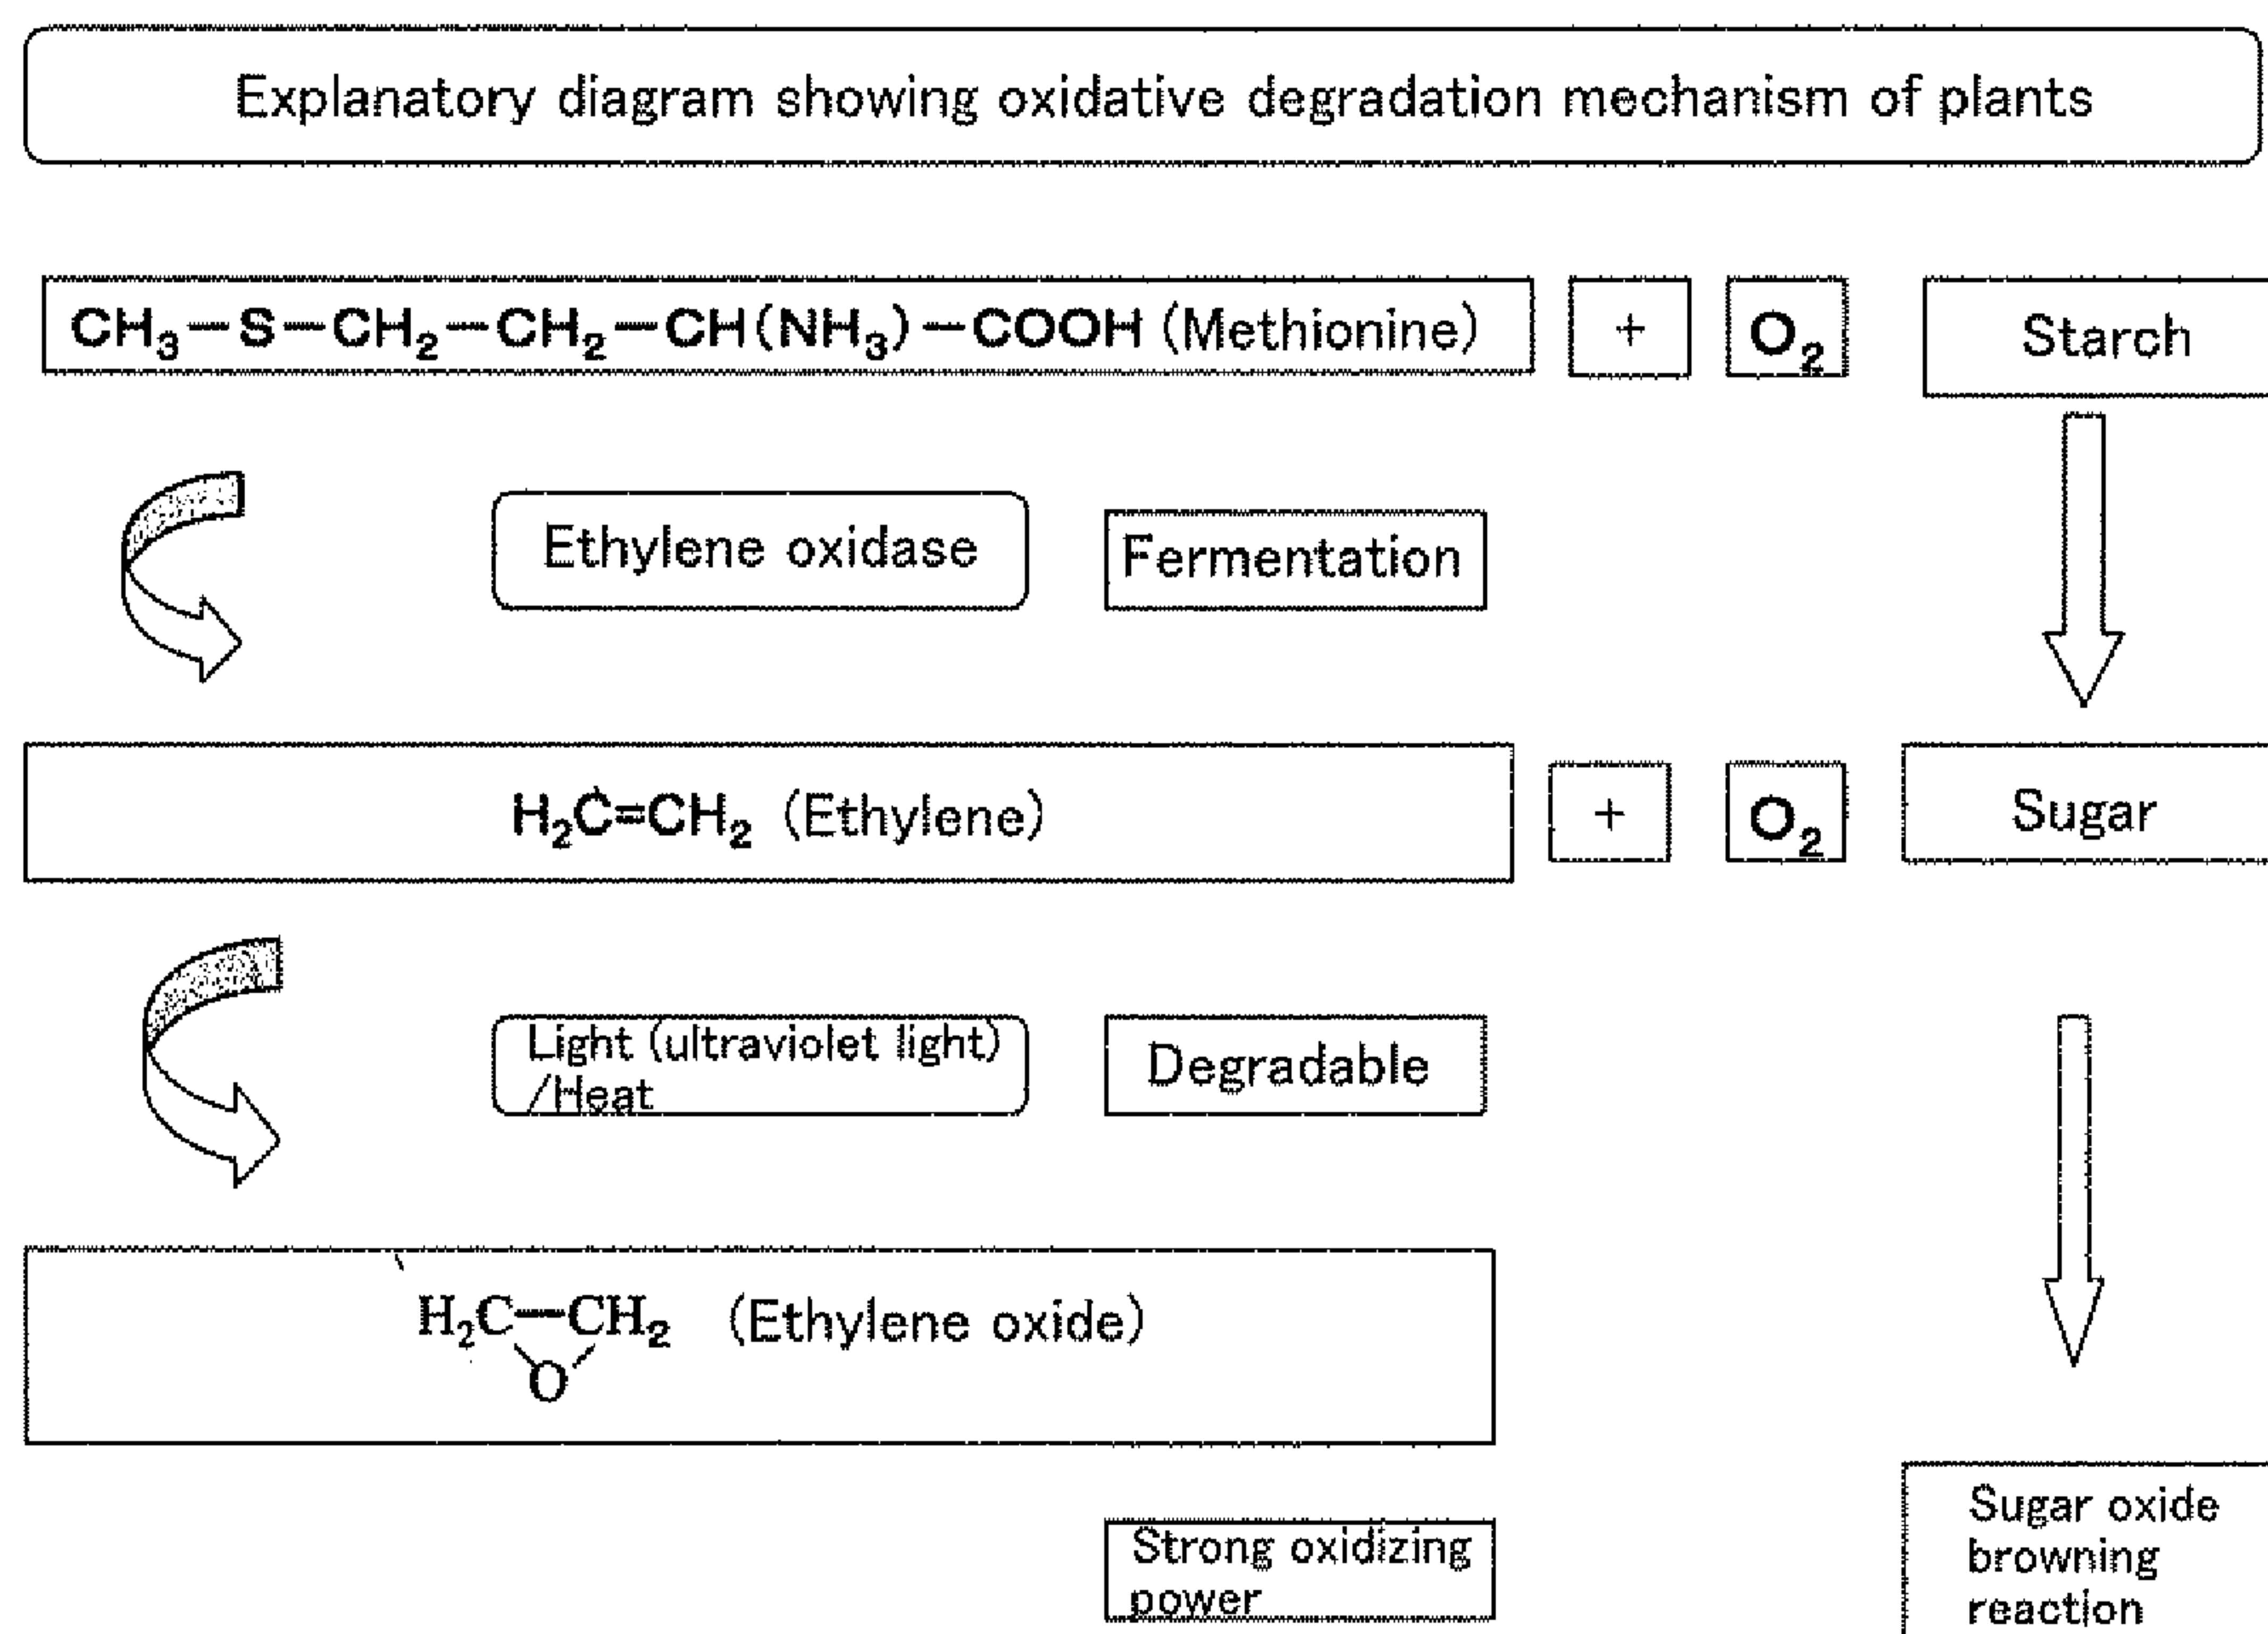 Explanatory diagram showing oxidative degradation mechanism of plants
CH₃-S-CH₂-CH₂-CH(NH₃)-COOH (Methionine) + O₂ Starch
Ethylene oxidase Fermentation
H₂C=CH₂ (Ethylene) + O₂ Sugar
Light (ultraviolet light)
/Heat
Degradable
H₂C-CH₂ (Ethylene oxide)
O
Strong oxidizing
power
Sugar oxide
browning
reaction